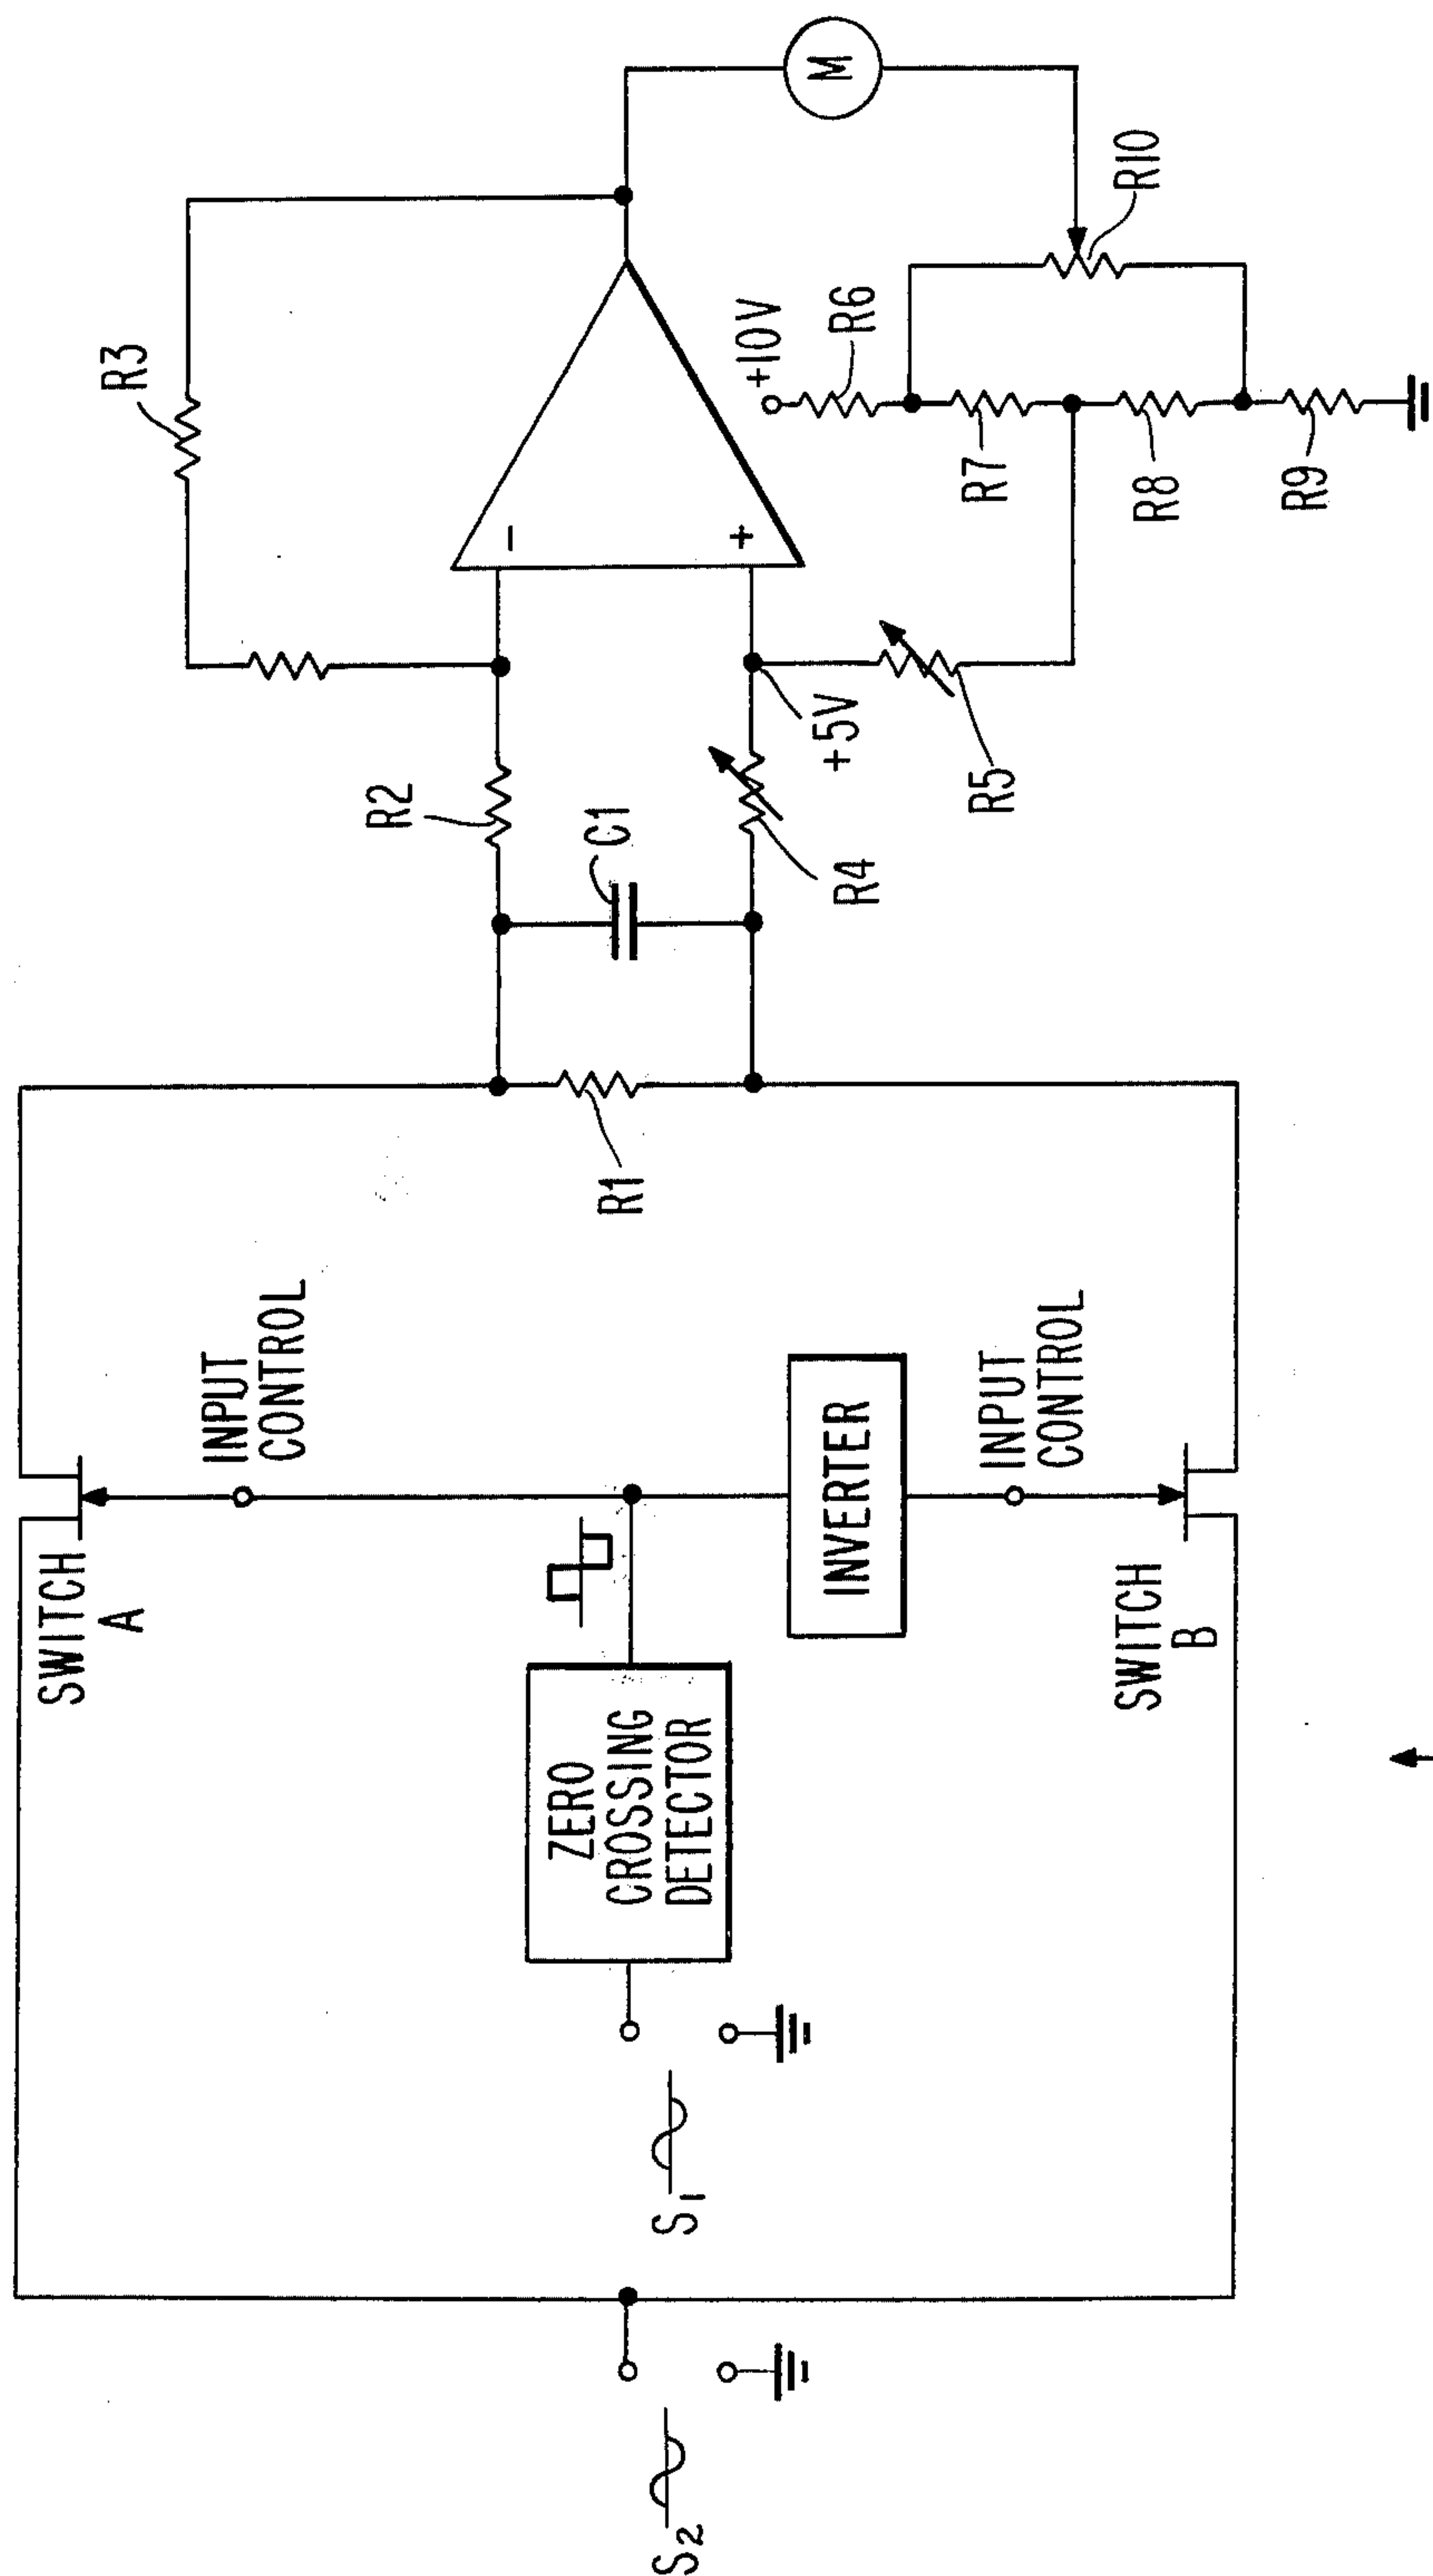 S2
S1
ZERO
CROSSING
DETECTOR
SWITCH
A
INPUT
CONTROL
INVERTER
INPUT
CONTROL
SWITCH
B
R1
C1
R2
R3
R4
+5V
R5
-
+
+10V
R6
R7
R8
R9
R10
M